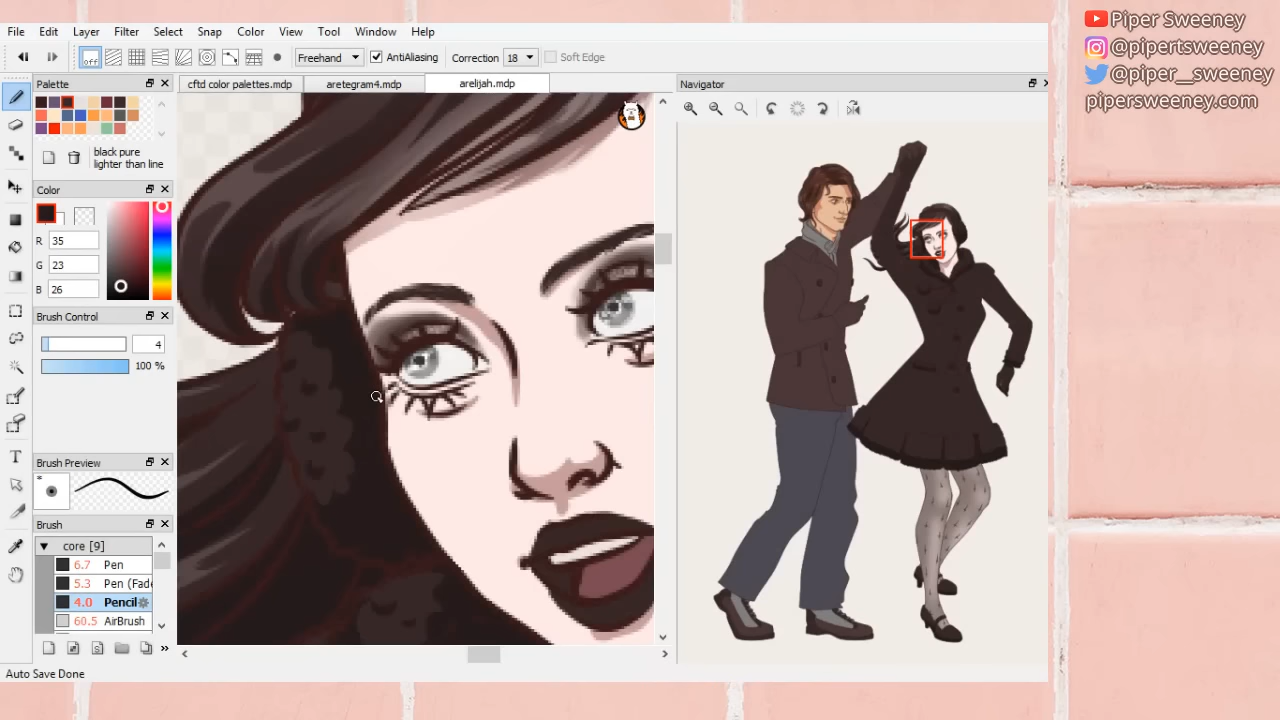 File Edit Layer Filter Select Snap Color View Tool Window Help
off Freehand AntiAliasing Correction 18 Soft Edge
Palette
cftd color palettes.mdp aretegram4.mdp arelijah.mdp
Navigator
black pure
lighter than line
Color
R 35
G 23
B 26
Brush Control
4
100 %
Brush Preview
*
Brush
core [9]
6.7 Pen
5.3 Pen (Fade
4.0 Pencil
60.5 AirBrush
Auto Save Done
Piper Sweeney
@pipertsweeney
@piper__sweeney
pipersweeney.com